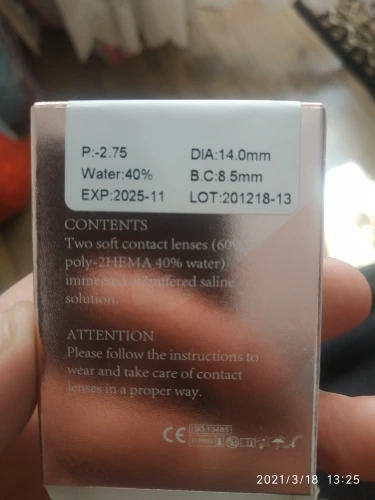 P:-2.75 DIA:14.0mm
Water:40% B.C:8.5mm
EXP:2025-11 LOT:201218-13
CONTENTS
Two soft contact lenses (60%
poly-2HEMA 40% water)
immersed saline
solution.
ATTENTION
Please follow the instructions to
wear and take care of contact
lenses in a proper way.
CE ISO 13485
2021/3/18 13:25